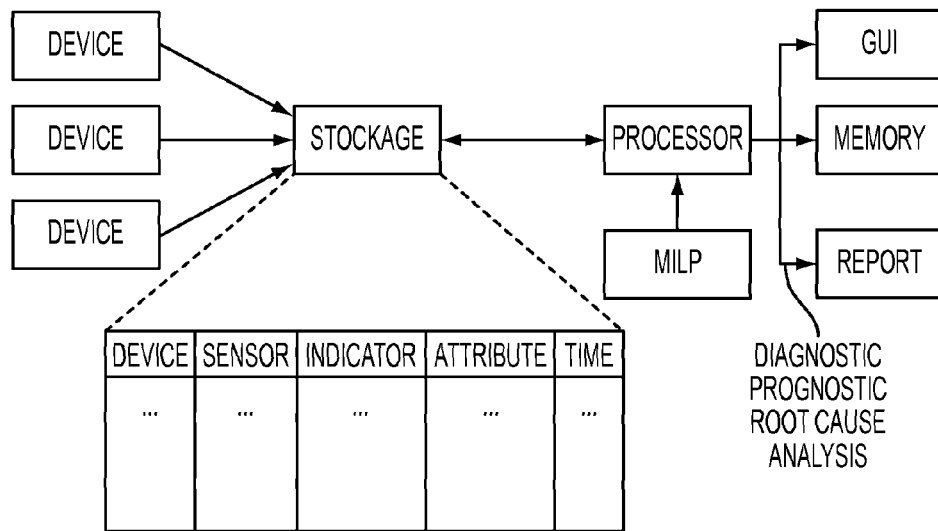 DEVICE
DEVICE
DEVICE
STOCKAGE
PROCESSOR
MILP
GUI
MEMORY
REPORT
DIAGNOSTIC
PROGNOSTIC
ROOT CAUSE
ANALYSIS
DEVICE SENSOR INDICATOR ATTRIBUTE TIME
... ... ... ... ...